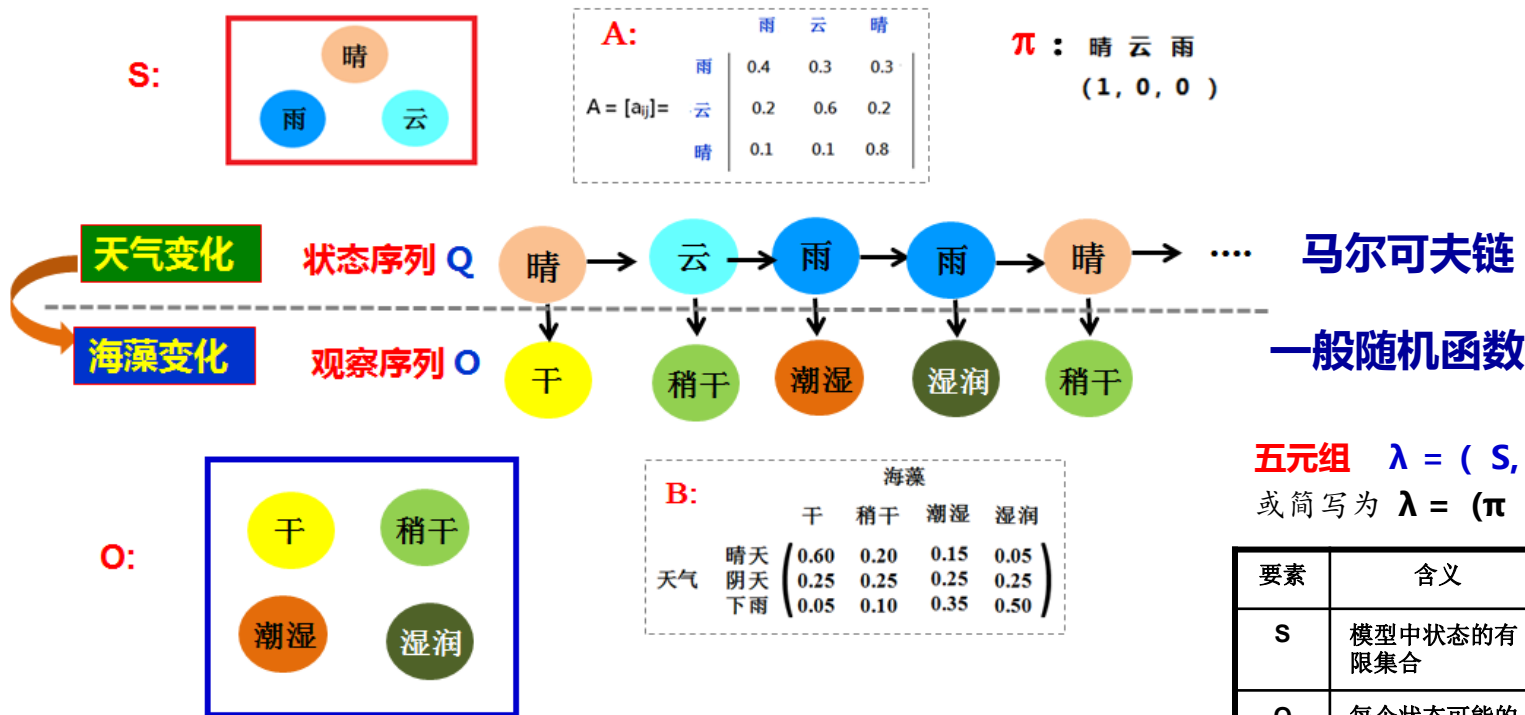 S:
晴
雨
云
A:
雨 云 晴
雨 0.4 0.3 0.3
A = [aij]= 云 0.2 0.6 0.2
晴 0.1 0.1 0.8
π : 晴 云 雨
(1, 0, 0 )
天气变化 状态序列 Q 晴 云 雨 雨 晴 .... 马尔可夫链
海藻变化 观察序列 O 干 稍干 潮湿 湿润 稍干 一般随机函数
O:
干 稍干
潮湿 湿润
B:
海藻
干 稍干 潮湿 湿润
晴天 0.60 0.20 0.15 0.05
天气 阴天 0.25 0.25 0.25 0.25
下雨 0.05 0.10 0.35 0.50
五元组 λ = ( S,
或简写为 λ = (π
要素 含义
S 模型中状态的有
限集合
每个状态可能的